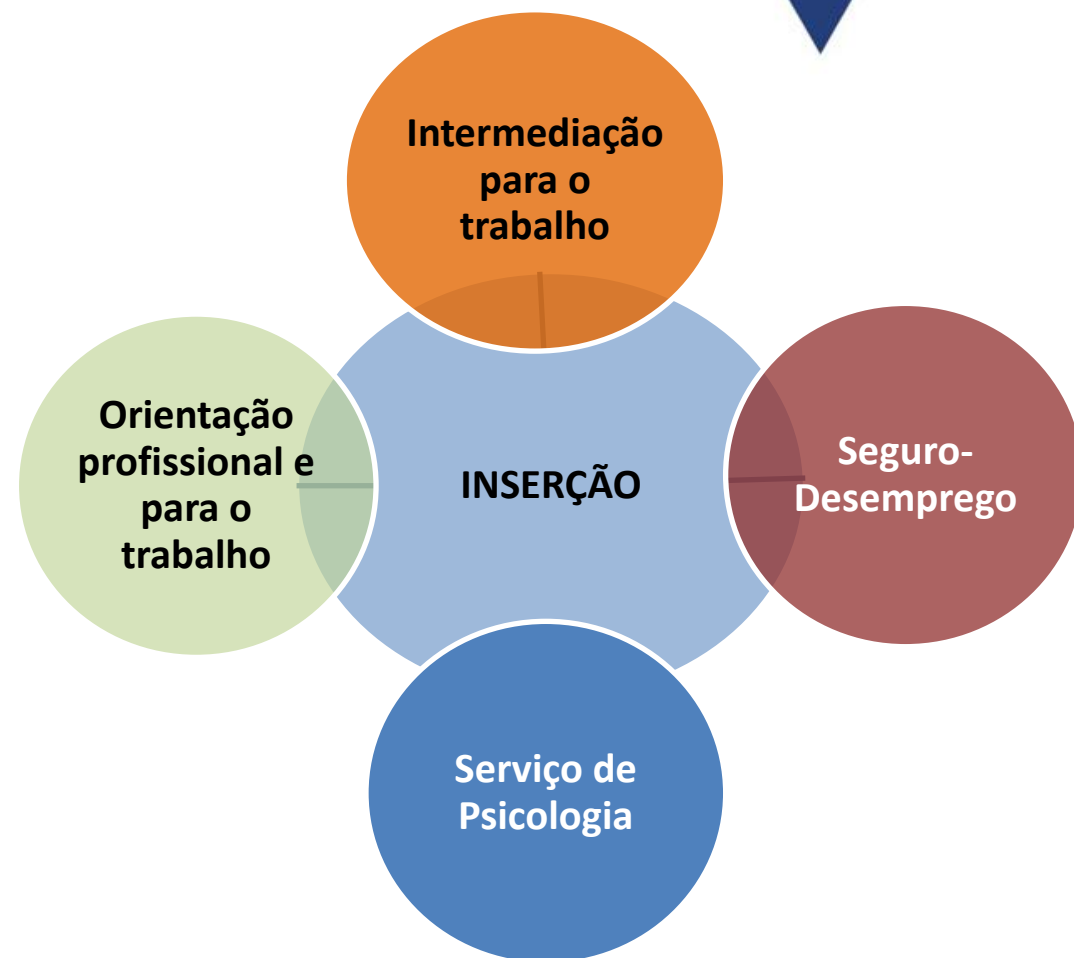 Intermediação
para o
trabalho
Orientação
profissional e
para o
trabalho
INSERÇÃO
Seguro-
Desemprego
Serviço de
Psicologia